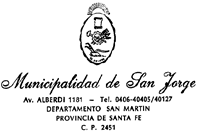 Municipalidad de San Jorge
Av. ALBERDI 1181 - Tel. 0406-40405/40127
DEPARTAMENTO SAN MARTIN
PROVINCIA DE SANTA FE
C. P. 2451